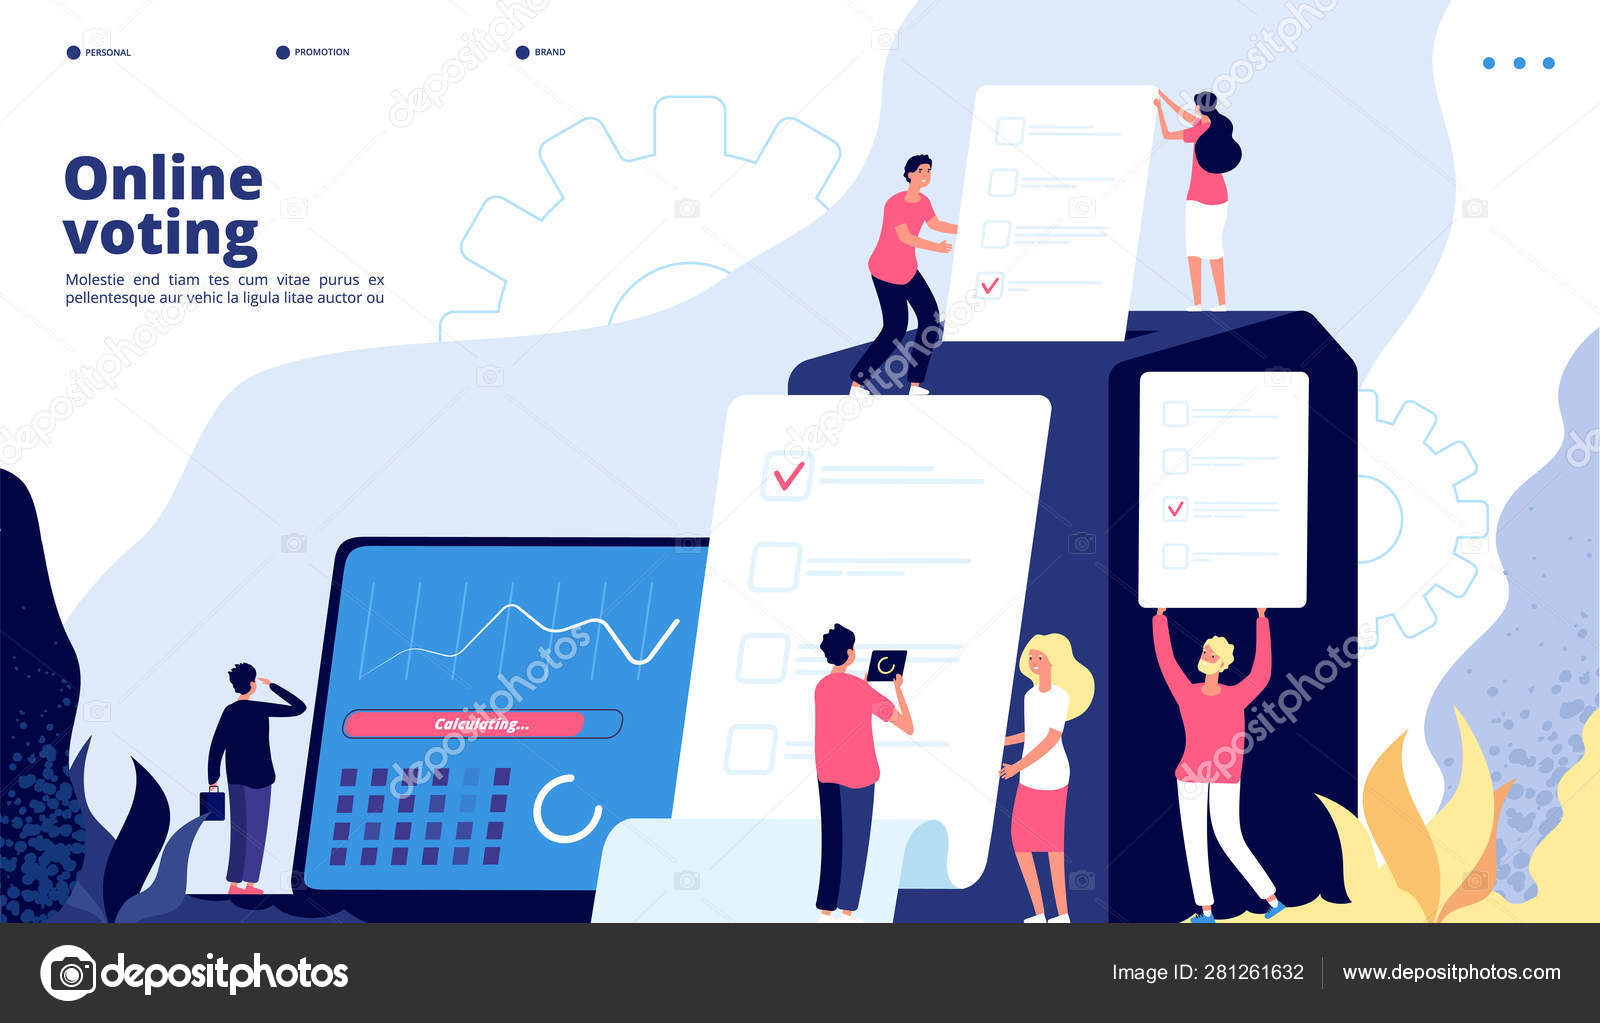 PERSONAL
PROMOTION
BRAND
Online
voting
Molestie end tiam tes cum vitae purus ex
pellentesque aur vehic la ligula litae auctor ou
Calculating...
depositphotos
Image ID: 281261632
www.depositphotos.com